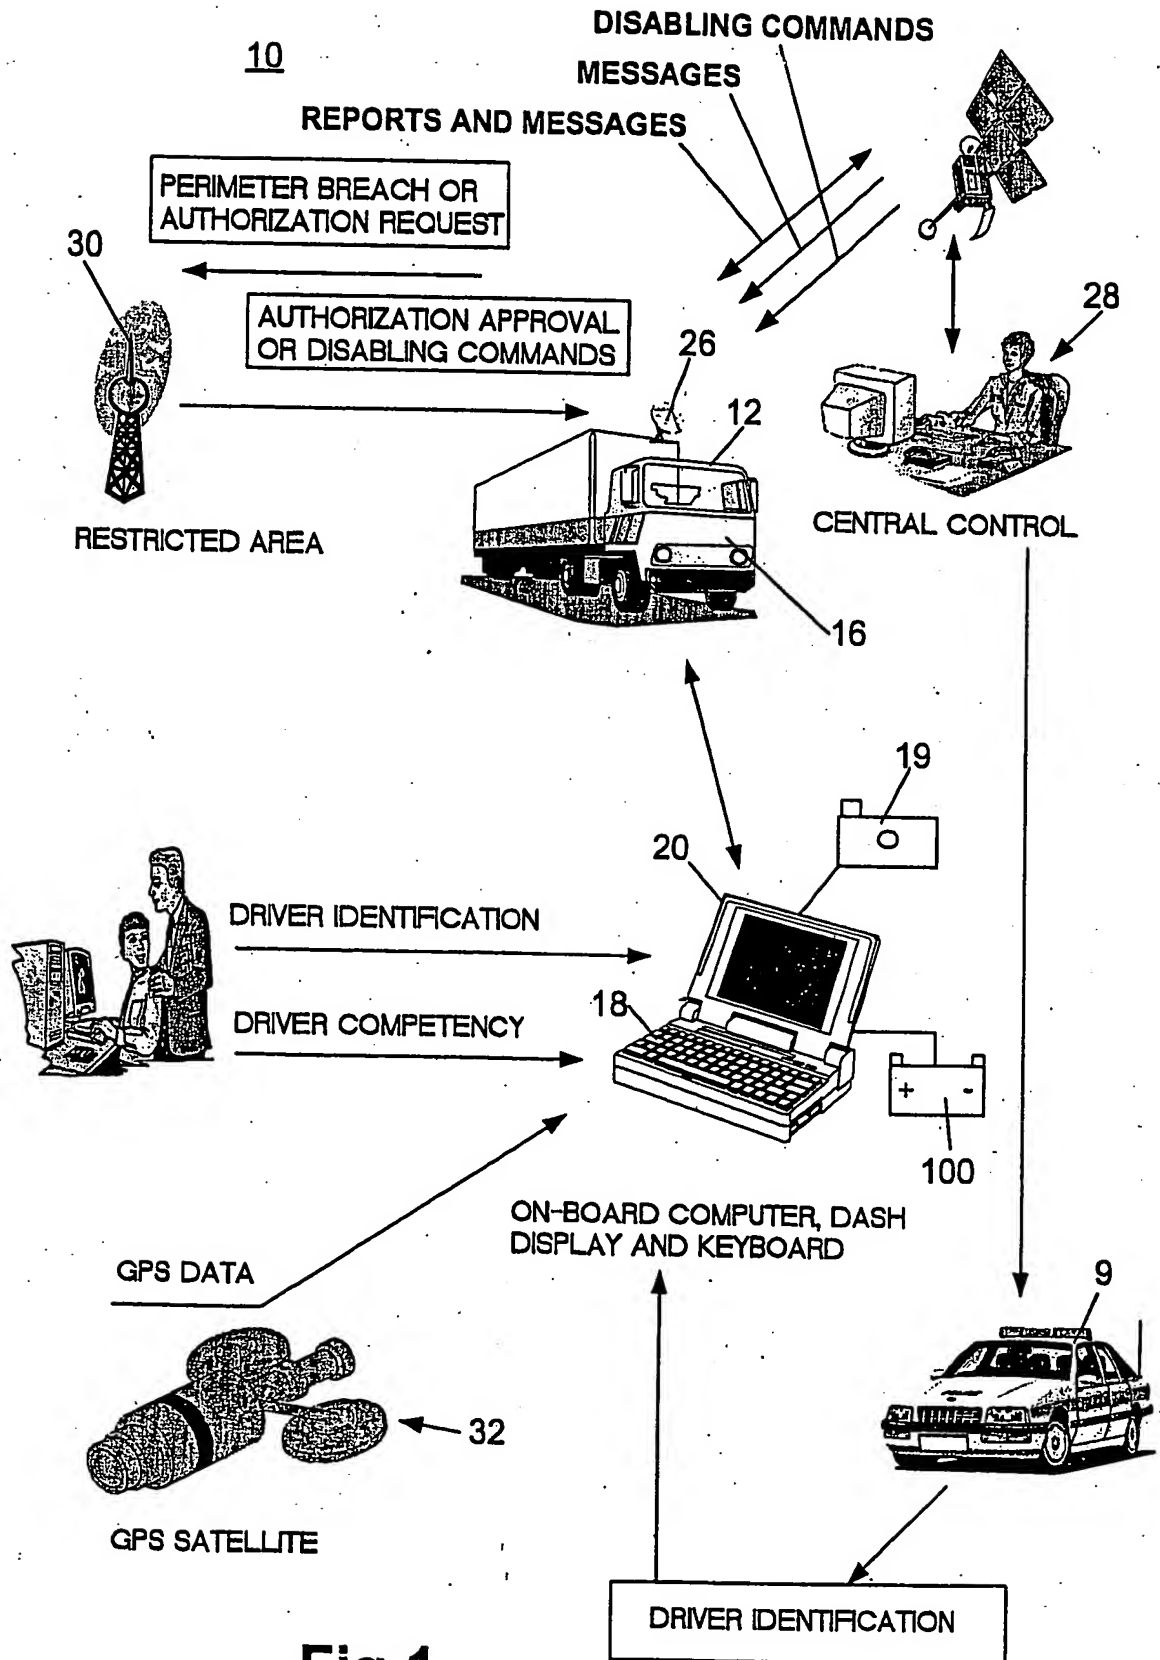 DISABLING COMMANDS
10
MESSAGES
REPORTS AND MESSAGES
PERIMETER BREACH OR
AUTHORIZATION REQUEST
30
AUTHORIZATION APPROVAL
OR DISABLING COMMANDS
28
26
12
RESTRICTED AREA
CENTRAL CONTROL
16
19
20
DRIVER IDENTIFICATION
18
DRIVER COMPETENCY
+ -
100
ON-BOARD COMPUTER, DASH
DISPLAY AND KEYBOARD
GPS DATA
9
32
GPS SATELLITE
DRIVER IDENTIFICATION
Fig 1